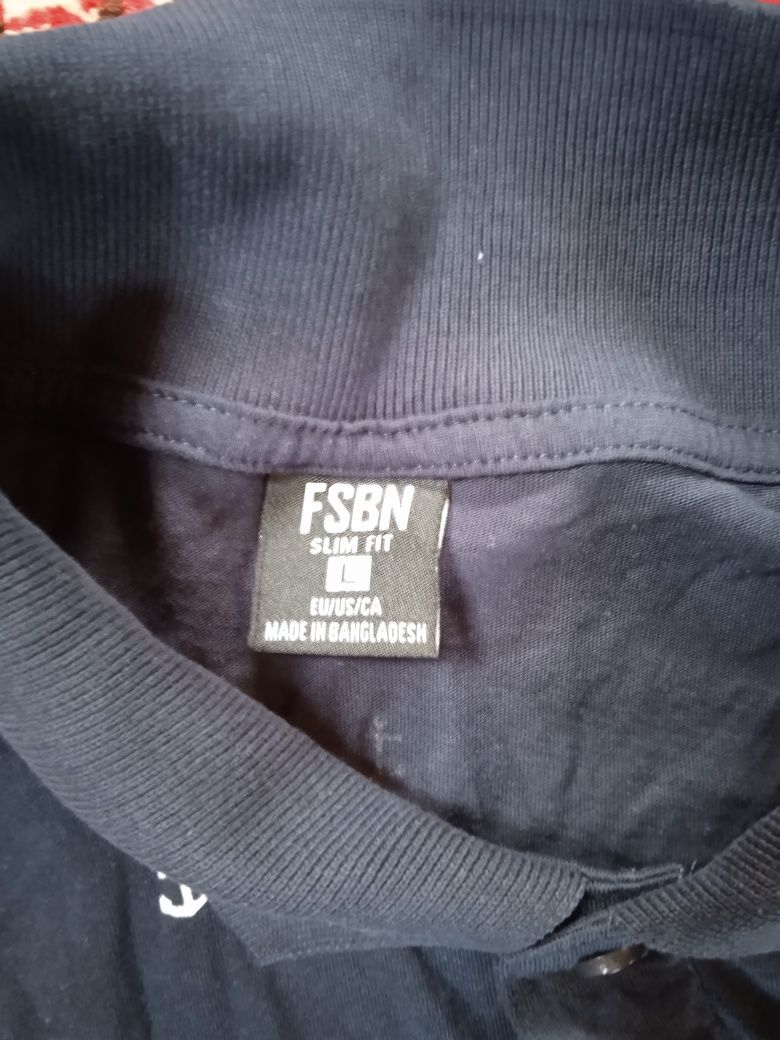 FSBN
SLIM FIT
L
EU/US/CA
MADE IN BANGLADESH